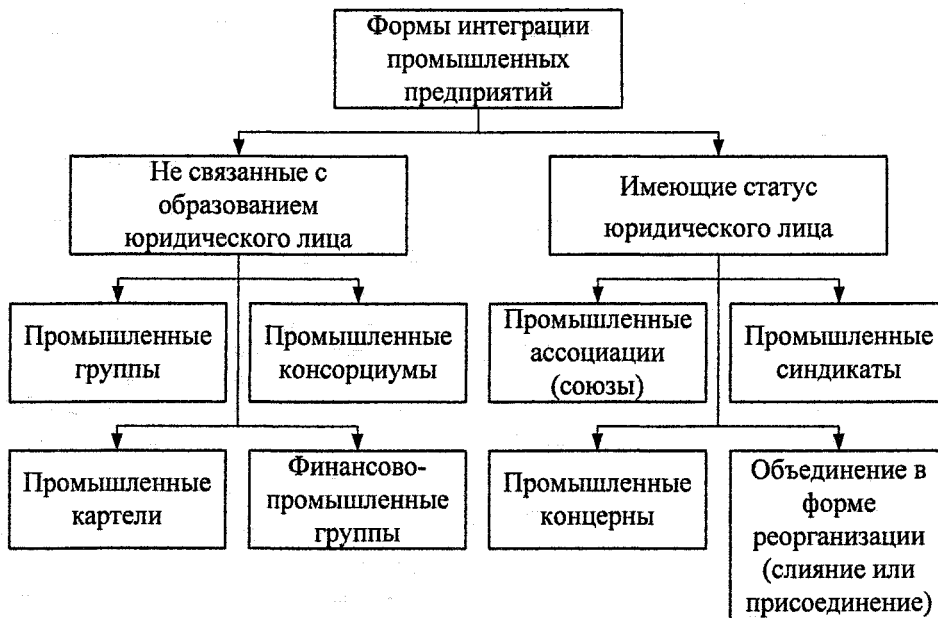 Формы интеграции
промышленных
предприятий
Не связанные с
образованием
юридического лица
Имеющие статус
юридического лица
Промышленные
группы
Промышленные
консорциумы
Промышленные
ассоциации
(союзы)
Промышленные
синдикаты
Промышленные
картели
Финансово-
промышленные
группы
Промышленные
концерны
Объединение в
форме
реорганизации
(слияние или
присоединение)